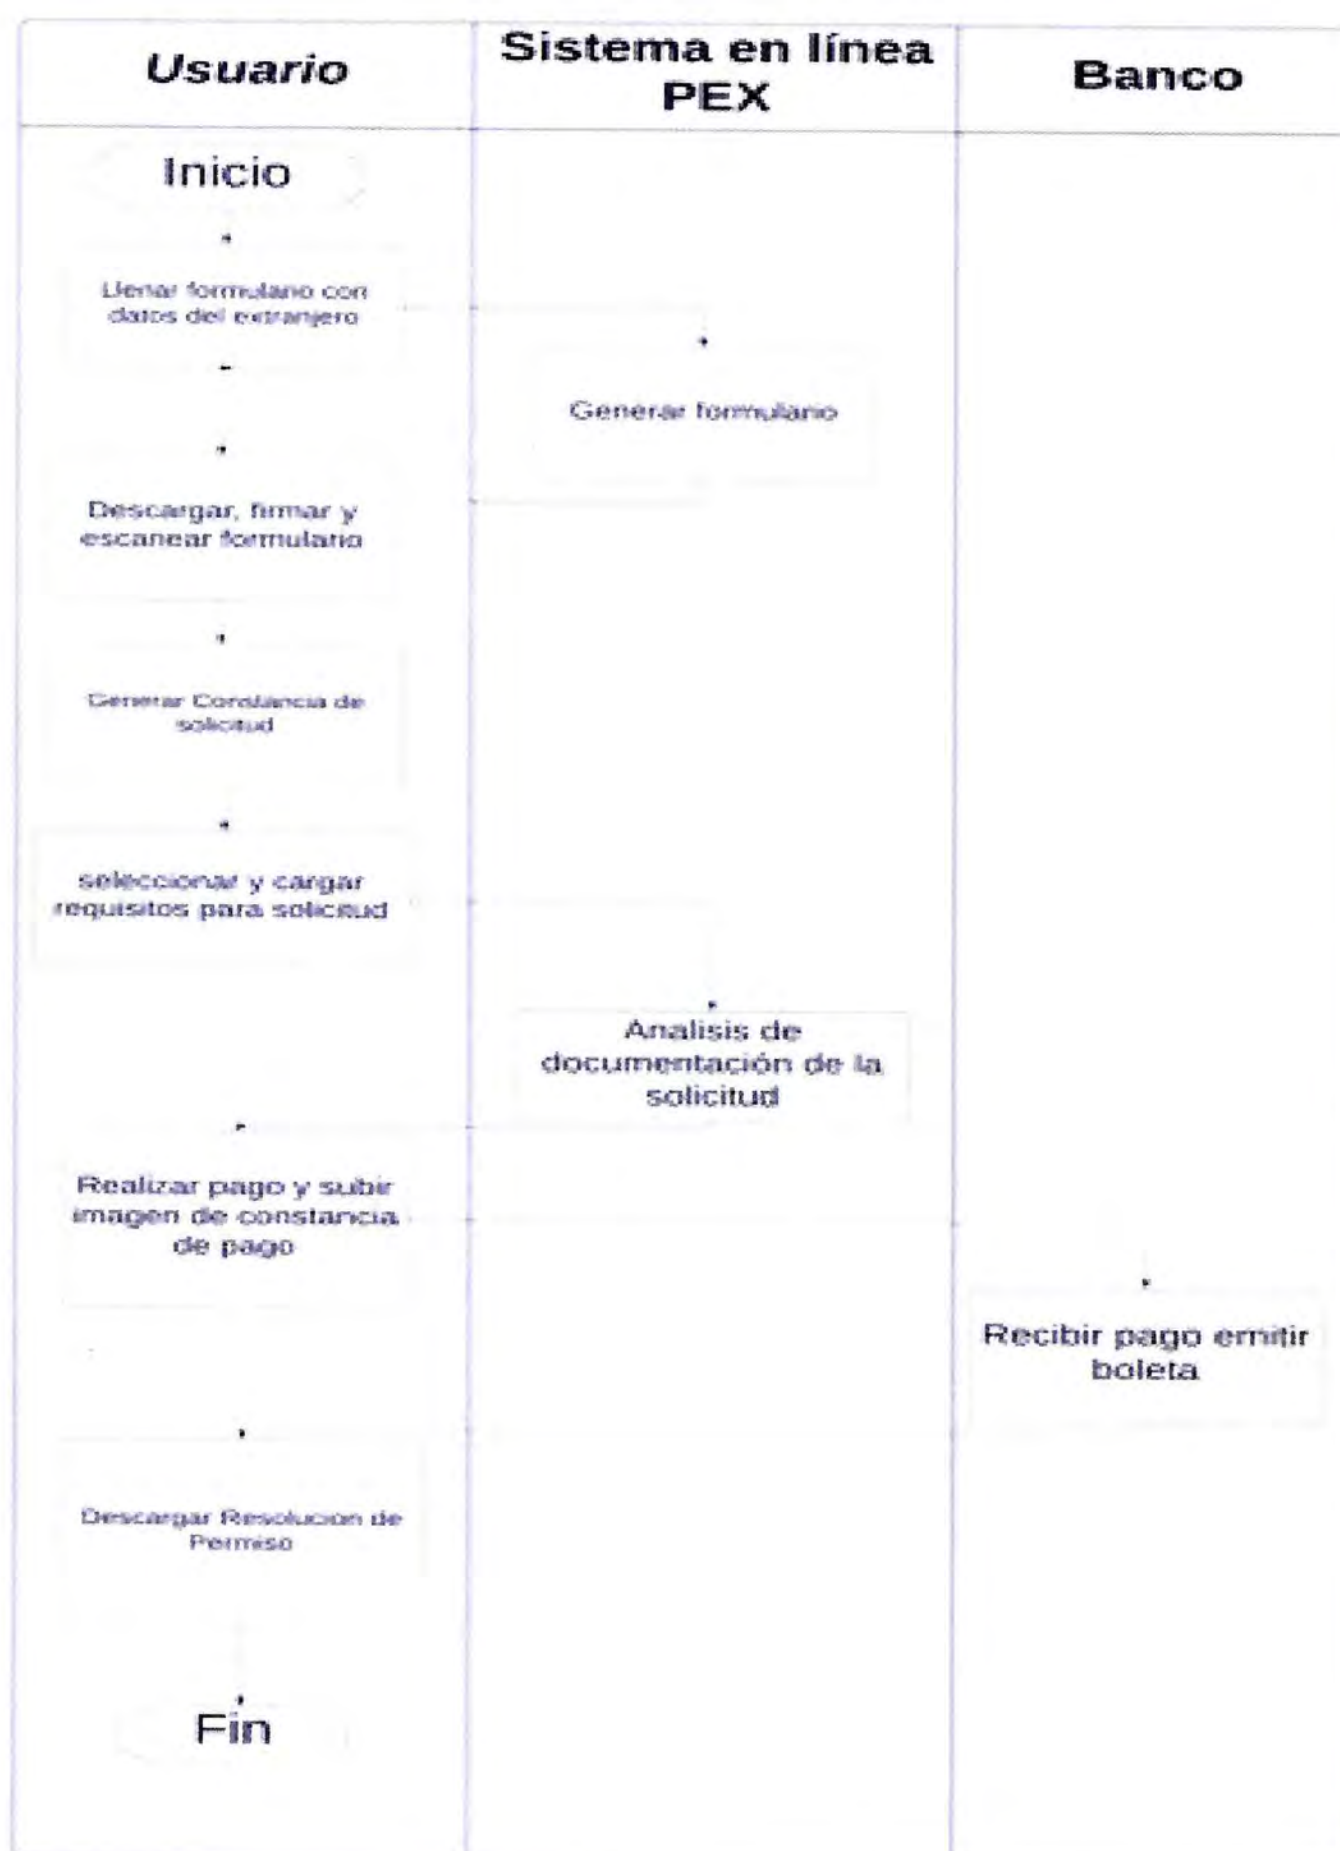 Usuario
Sistema en línea
PEX
Banco
Inicio
Llenar formulario con
datos del extranjero
Generar formulario
Descargar, firmar y
escanear formulario
Generar Constancia de
solicitud
seleccionar y cargar
requisitos para solicitud
Analisis de
documentación de la
solicitud
Realizar pago y subir
imagen de constancia
de pago
Recibir pago emitir
boleta
Descargar Resolucion de
Permiso
Fin